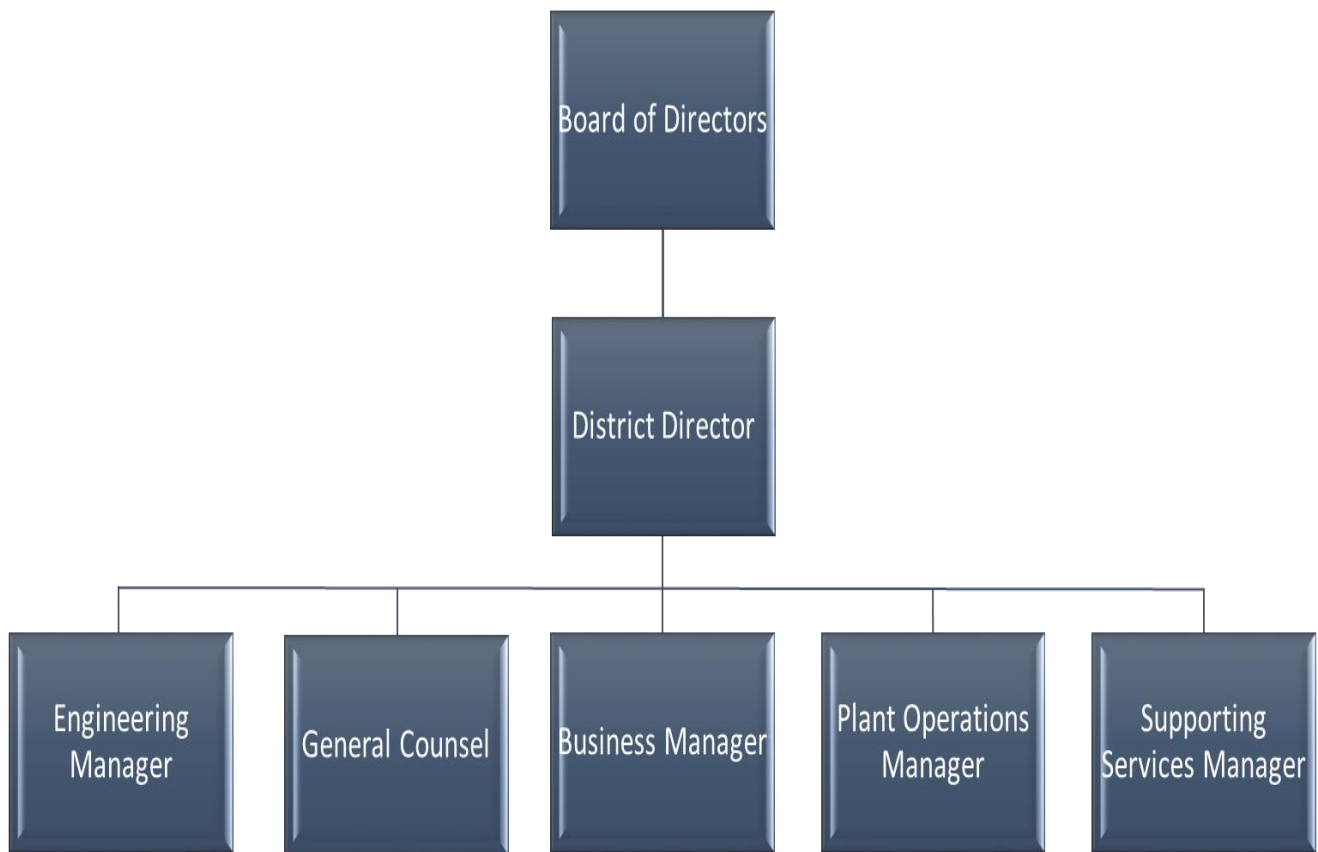 Board of Directors
District Director
Engineering
Manager
General Counsel
Business Manager
Plant Operations
Manager
Supporting
Services Manager